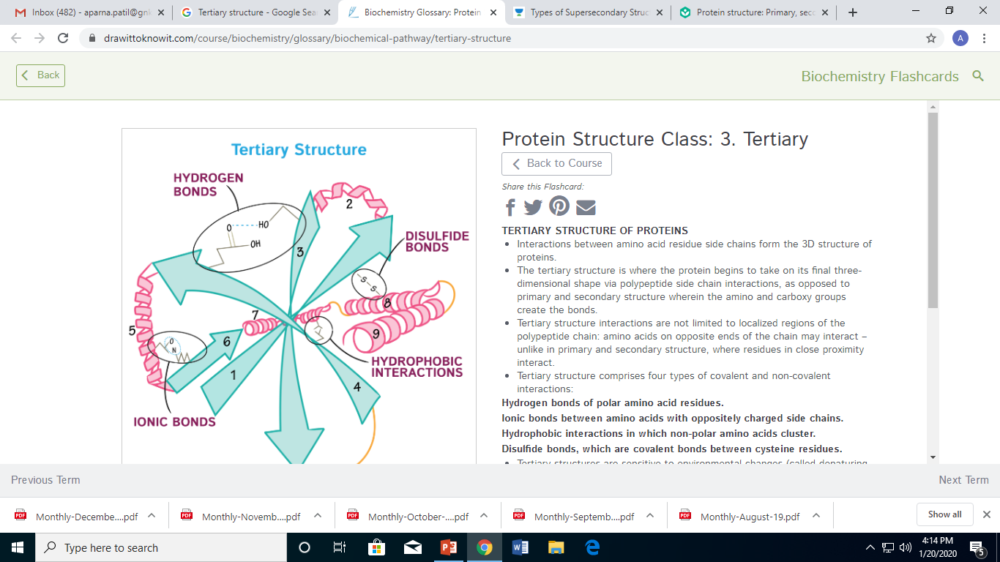 Inbox (482) - aparna.patil@gnk
Tertiary structure - Google Sea
Biochemistry Glossary: Protein
Types of Supersecondary Struc
Protein structure: Primary, seco
drawittoknowit.com/course/biochemistry/glossary/biochemical-pathway/tertiary-structure
A
Back
Biochemistry Flashcards
Tertiary Structure
HYDROGEN
BONDS
O
HO
OH
2
3
DISULFIDE
BONDS
-S-S-
8
7
5
6
9
O
N
1
4
HYDROPHOBIC
INTERACTIONS
IONIC BONDS
Protein Structure Class: 3. Tertiary
Back to Course
Share this Flashcard:
TERTIARY STRUCTURE OF PROTEINS
• Interactions between amino acid residue side chains form the 3D structure of
proteins.
• The tertiary structure is where the protein begins to take on its final three-
dimensional shape via polypeptide side chain interactions, as opposed to
primary and secondary structure wherein the amino and carboxy groups
create the bonds.
• Tertiary structure interactions are not limited to localized regions of the
polypeptide chain: amino acids on opposite ends of the chain may interact –
unlike in primary and secondary structure, where residues in close proximity
interact.
• Tertiary structure comprises four types of covalent and non-covalent
interactions:
Hydrogen bonds of polar amino acid residues.
Ionic bonds between amino acids with oppositely charged side chains.
Hydrophobic interactions in which non-polar amino acids cluster.
Disulfide bonds, which are covalent bonds between cysteine residues.
• Tertiary structures are sensitive to environmental changes (called denaturing
Previous Term
Next Term
PDF Monthly-Decembe....pdf
PDF Monthly-Novemb....pdf
PDF Monthly-October-....pdf
PDF Monthly-Septemb....pdf
PDF Monthly-August-19.pdf
Show all
Type here to search
4:14 PM
1/20/2020
5